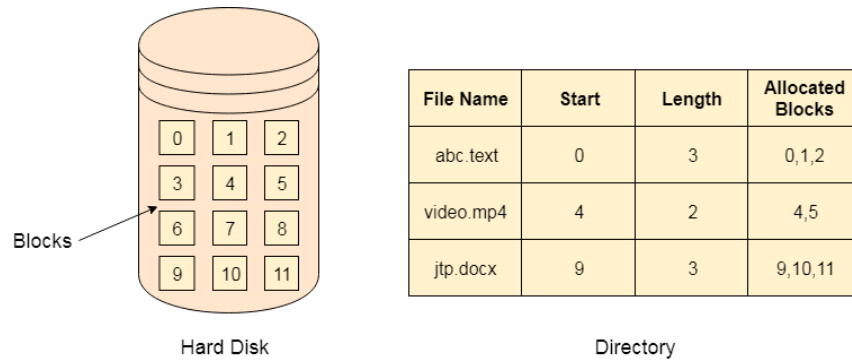 0 1 2
3 4 5
6 7 8
9 10 11
Blocks
Hard Disk
File Name Start Length Allocated
Blocks
abc.text 0 3 0,1,2
video.mp4 4 2 4,5
jtp.docx 9 3 9,10,11
Directory